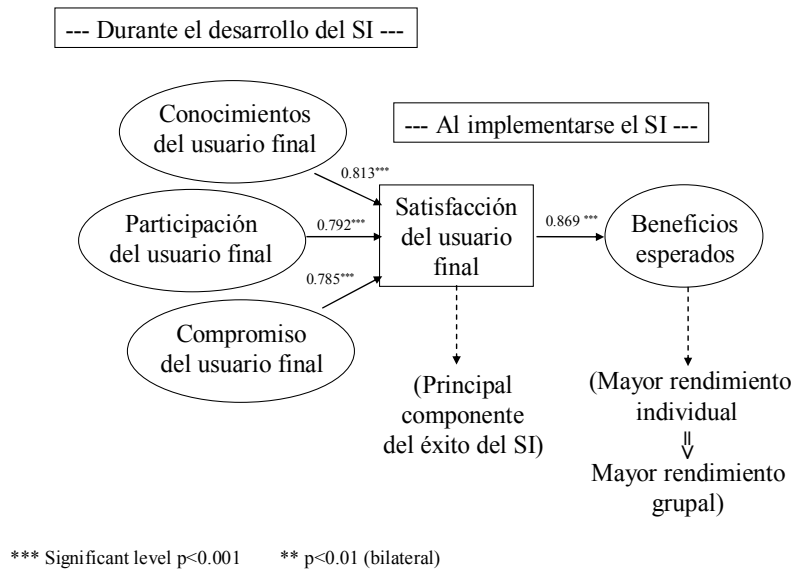 --- Durante el desarrollo del SI ---
Conocimientos
del usuario final
--- Al implementarse el SI ---
0.813***
Participación
del usuario final
0.792***
Satisfacción
del usuario
final
0.869 ***
Beneficios
esperados
0.785***
Compromiso
del usuario final
(Principal
componente
del éxito del SI)
(Mayor rendimiento
individual
Mayor rendimiento
grupal)
*** Significant level p<0.001 ** p<0.01 (bilateral)